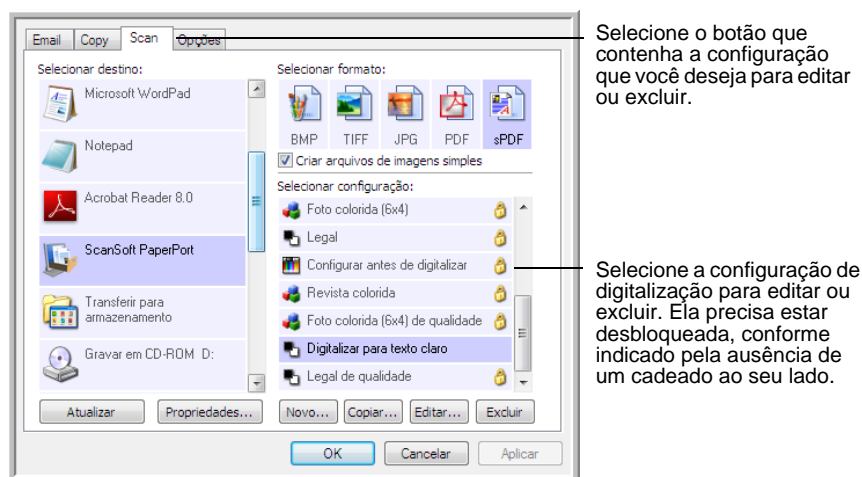 Email
Copy
Scan
Opções
Selecionar destino:
Microsoft WordPad
Notepad
Acrobat Reader 8.0
ScanSoft PaperPort
Transferir para
armazenamento
Gravar em CD-ROM D:
Atualizar
Propriedades...
Selecionar formato:
BMP
TIFF
JPG
PDF
sPDF
Criar arquivos de imagens simples
Selecionar configuração:
Foto colorida (6x4)
Legal
Configurar antes de digitalizar
Revista colorida
Foto colorida (6x4) de qualidade
Digitalizar para texto claro
Legal de qualidade
Novo...
Copiar...
Editar...
Excluir
OK
Cancelar
Aplicar
Selecione o botão que
contenha a configuração
que você deseja para editar
ou excluir.
Selecione a configuração de
digitalização para editar ou
excluir. Ela precisa estar
desbloqueada, conforme
indicado pela ausência de
um cadeado ao seu lado.